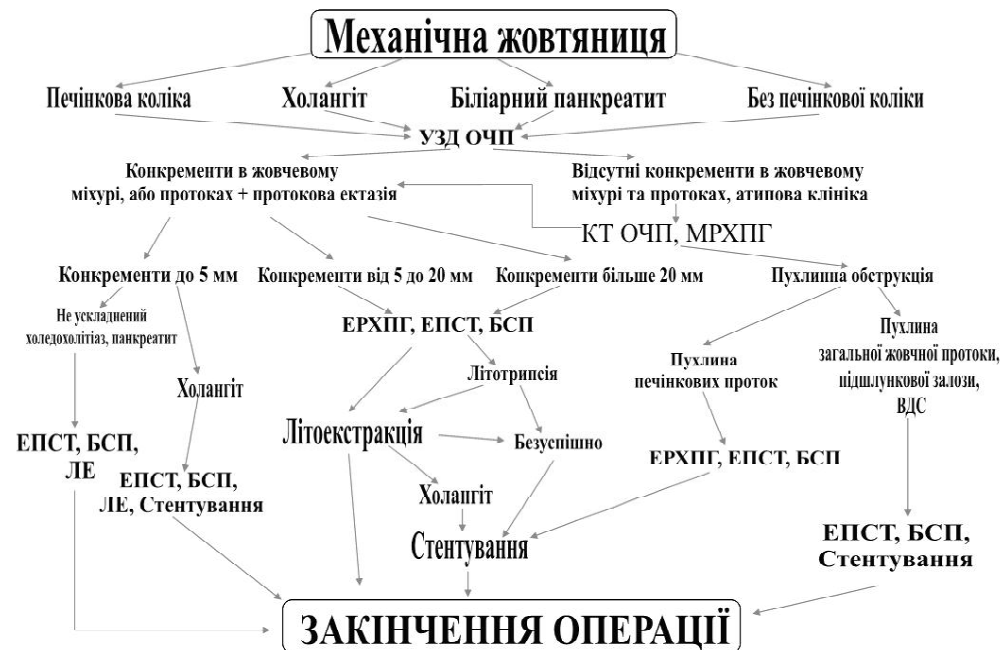 Механічна жовтяниця
Печінкова коліка
Холангіт
Біліарний панкреатит
Без печінкової коліки
УЗД ОЧП
Конкременти в жовчевому
міхурі, або протоках + протокова ектазія
Відсутні конкременти в жовчевому
міхурі та протоках, атипова клініка
КТ ОЧП, МРХПГ
Конкременти до 5 мм
Конкременти від 5 до 20 мм
Конкременти більше 20 мм
Пухлинна обструкція
Не ускладнений
холедохолітіаз, панкреатит
ЕРХПГ, ЕПСТ, БСП
Пухлина
загальної жовчної протоки,
підшлункової залози,
ВДС
Холангіт
Літотрипсія
Пухлина
печінкових проток
Літоекстракція
Безуспішно
ЕПСТ, БСП,
ЛЕ
ЕРХПГ, ЕПСТ, БСП
ЕПСТ, БСП,
ЛЕ, Стентування
Холангіт
Стентування
ЕПСТ, БСП,
Стентування
ЗАКІНЧЕННЯ ОПЕРАЦІЇ